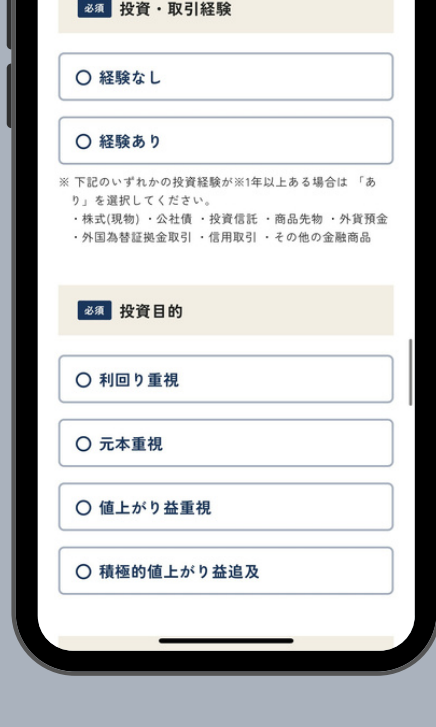 必須 投資・取引経験
経験なし
経験あり
※ 下記のいずれかの投資経験が※1年以上ある場合は 「あ
り」を選択してください。
・株式(現物) ・公社債 ・投資信託 ・商品先物 ・外貨預金
・外国為替証拠金取引 ・信用取引 ・その他の金融商品
必須 投資目的
利回り重視
元本重視
値上がり益重視
積極的値上がり益追及